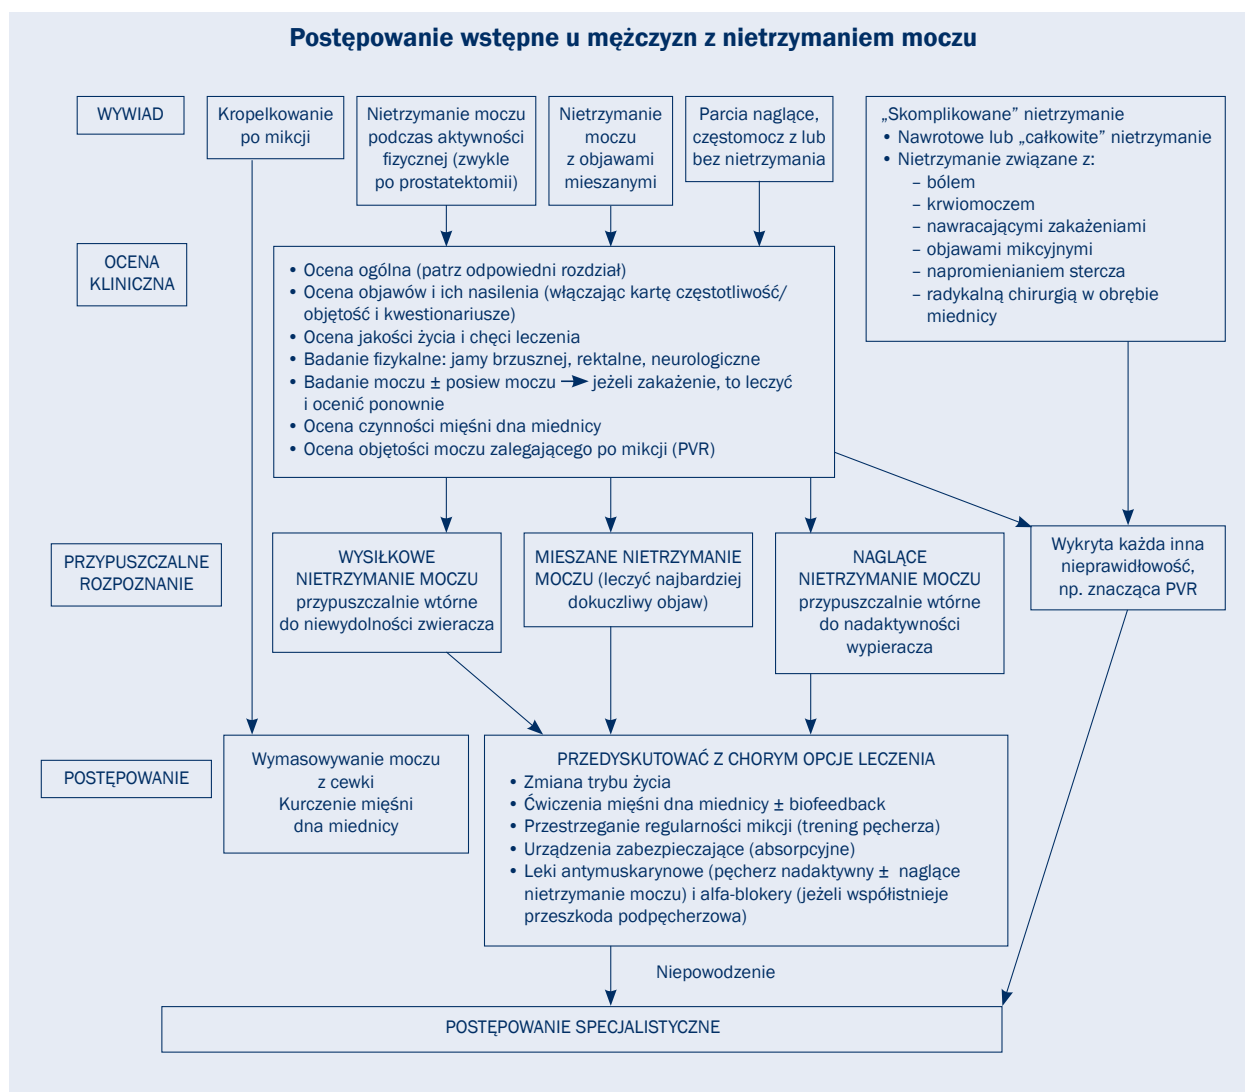 Postępowanie wstępne u mężczyzn z nietrzymaniem moczu
WYWIAD
Kropelkowanie
po mikcji
Nietrzymanie moczu
podczas aktywności
fizycznej (zwykle
po prostatektomii)
Nietrzymanie
moczu
z objawami
mieszanymi
Parcia naglące,
częstomocz z lub
bez nietrzymania
„Skomplikowane” nietrzymanie
• Nawrotowe lub „całkowite” nietrzymanie
• Nietrzymanie związane z:
– bólem
– krwiomoczem
– nawracającymi zakażeniami
– objawami mikcyjnymi
– napromienianiem stercza
– radykalną chirurgią w obrębie
miednicy
OCENA
KLINICZNA
• Ocena ogólna (patrz odpowiedni rozdział)
• Ocena objawów i ich nasilenia (włączając kartę częstotliwość/
objętość i kwestionariusze)
• Ocena jakości życia i chęci leczenia
• Badanie fizykalne: jamy brzusznej, rektalne, neurologiczne
• Badanie moczu ± posiew moczu → jeżeli zakażenie, to leczyć
i ocenić ponownie
• Ocena czynności mięśni dna miednicy
• Ocena objętości moczu zalegającego po mikcji (PVR)
PRZYPUSZCZALNE
ROZPOZNANIE
WYSIŁKOWE
NIETRZYMANIE MOCZU
przypuszczalnie wtórne
do niewydolności zwieracza
MIESZANE NIETRZYMANIE
MOCZU (leczyć najbardziej
dokuczliwy objaw)
NAGLĄCE
NIETRZYMANIE MOCZU
przypuszczalnie wtórne
do nadaktywności
wypieracza
Wykryta każda inna
nieprawidłowość,
np. znacząca PVR
POSTĘPOWANIE
Wymasowywanie moczu
z cewki
Kurczenie mięśni
dna miednicy
PRZEDYSKUTOWAĆ Z CHORYM OPCJE LECZENIA
• Zmiana trybu życia
• Ćwiczenia mięśni dna miednicy ± biofeedback
• Przestrzeganie regularności mikcji (trening pęcherza)
• Urządzenia zabezpieczające (absorpcyjne)
• Leki antymuskarynowe (pęcherz nadaktywny ± naglące
nietrzymanie moczu) i alfa-blokery (jeżeli współistnieje
przeszkoda podpęcherzowa)
Niepowodzenie
POSTĘPOWANIE SPECJALISTYCZNE